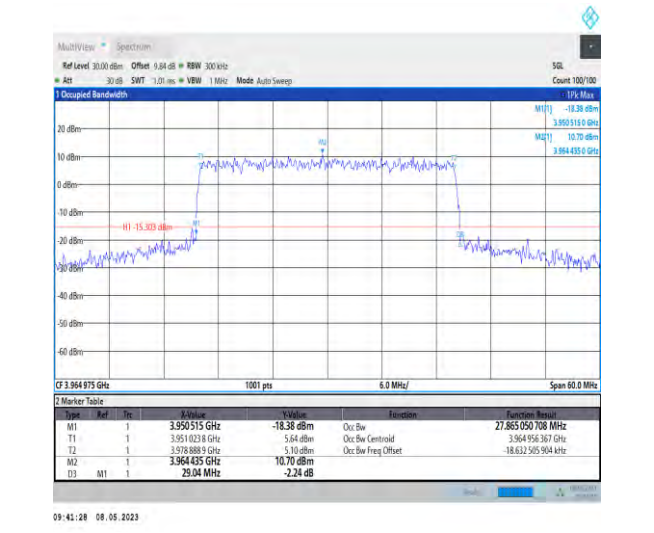 MultiView Spectrum
Ref Level 30.00 dBm Offset 9.84 dB RBW 300 kHz SGL
Att 30 dB SWT 1.01 ms VBW 1 MHz Mode Auto Sweep Count 100/100
1 Occupied Bandwidth 1Pk Max
M1[1] -18.38 dBm
3.950 515 0 GHz
M2[1] 10.70 dBm
3.964 435 0 GHz
20 dBm
M2
10 dBm
T1 T2
0 dBm
-10 dBm
H1 -15.303 dBm M1
D3
-20 dBm
-30 dBm
-40 dBm
-50 dBm
-60 dBm
CF 3.964 975 GHz 1001 pts 6.0 MHz/ Span 60.0 MHz
2 Marker Table
Type Ref Trc X-Value Y-Value Function Function Result
M1 1 3.950 515 GHz -18.38 dBm Occ Bw 27.865 050 708 MHz
T1 1 3.951 023 8 GHz 5.64 dBm Occ Bw Centroid 3.964 956 367 GHz
T2 1 3.978 888 9 GHz 5.10 dBm Occ Bw Freq Offset -18.632 505 904 kHz
M2 1 3.964 435 GHz 10.70 dBm
D3 M1 1 29.04 MHz -2.24 dB
09:41:28 08.05.2023